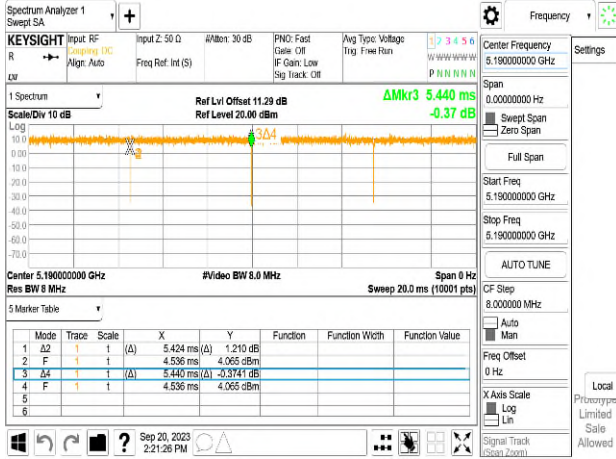 Spectrum Analyzer 1
Swept SA
+
Frequency
KEYSIGHT
R
Input: RF
Coupling: DC
Align: Auto
Input Z: 50 Ω
Freq Ref: Int (S)
#Atten: 30 dB
PNO: Fast
Gate: Off
IF Gain: Low
Sig Track: Off
Avg Type: Voltage
Trig: Free Run
1 2 3 4 5 6
W W W W W W
P N N N N N
1 Spectrum
Scale/Div 10 dB
Ref Lvl Offset 11.29 dB
Ref Level 20.00 dBm
ΔMkr3 5.440 ms
-0.37 dB
Log
10.0
0.00
-10.0
-20.0
-30.0
-40.0
-50.0
-60.0
-70.0
3Δ4
Center 5.190000000 GHz
Res BW 8 MHz
#Video BW 8.0 MHz
Span 0 Hz
Sweep 20.0 ms (10001 pts)
5 Marker Table
Mode Trace Scale X Y Function Function Width Function Value
1 Δ2 1 t (Δ) 5.424 ms (Δ) 1.210 dB
2 F 1 t 4.536 ms 4.065 dBm
3 Δ4 1 t (Δ) 5.440 ms (Δ) -0.3741 dB
4 F 1 t 4.536 ms 4.065 dBm
5
6
?
Sep 20, 2023
2:21:26 PM
Center Frequency
5.190000000 GHz
Span
0.00000000 Hz
Swept Span
Zero Span
Full Span
Start Freq
5.190000000 GHz
Stop Freq
5.190000000 GHz
AUTO TUNE
CF Step
8.000000 MHz
Auto
Man
Freq Offset
0 Hz
X Axis Scale
Log
Lin
Signal Track
(Span Zoom)
Settings
Local
Prototype
Limited
Sale
Allowed